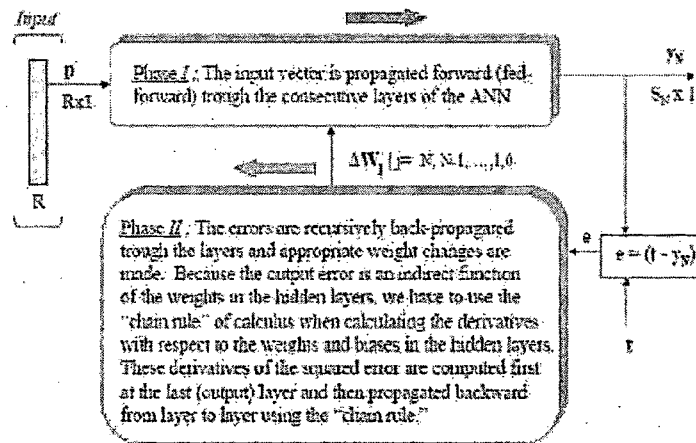 Input
p
Rx1
R
Phase I : The input vector is propagated forward (fed-
forward) trough the consecutive layers of the ANN
yN
SN x 1
ΔWj | j= N, N-1,...,1,0.
Phase II : The errors are recursively back-propagated
trough the layers and appropriate weight changes are
made. Because the output error is an indirect function
of the weights in the hidden layers, we have to use the
"chain rule" of calculus when calculating the derivatives
with respect to the weights and biases in the hidden layers.
These derivatives of the squared error are computed first
at the last (output) layer and then propagated backward
from layer to layer using the "chain rule."
e
e = (t - yN)
t